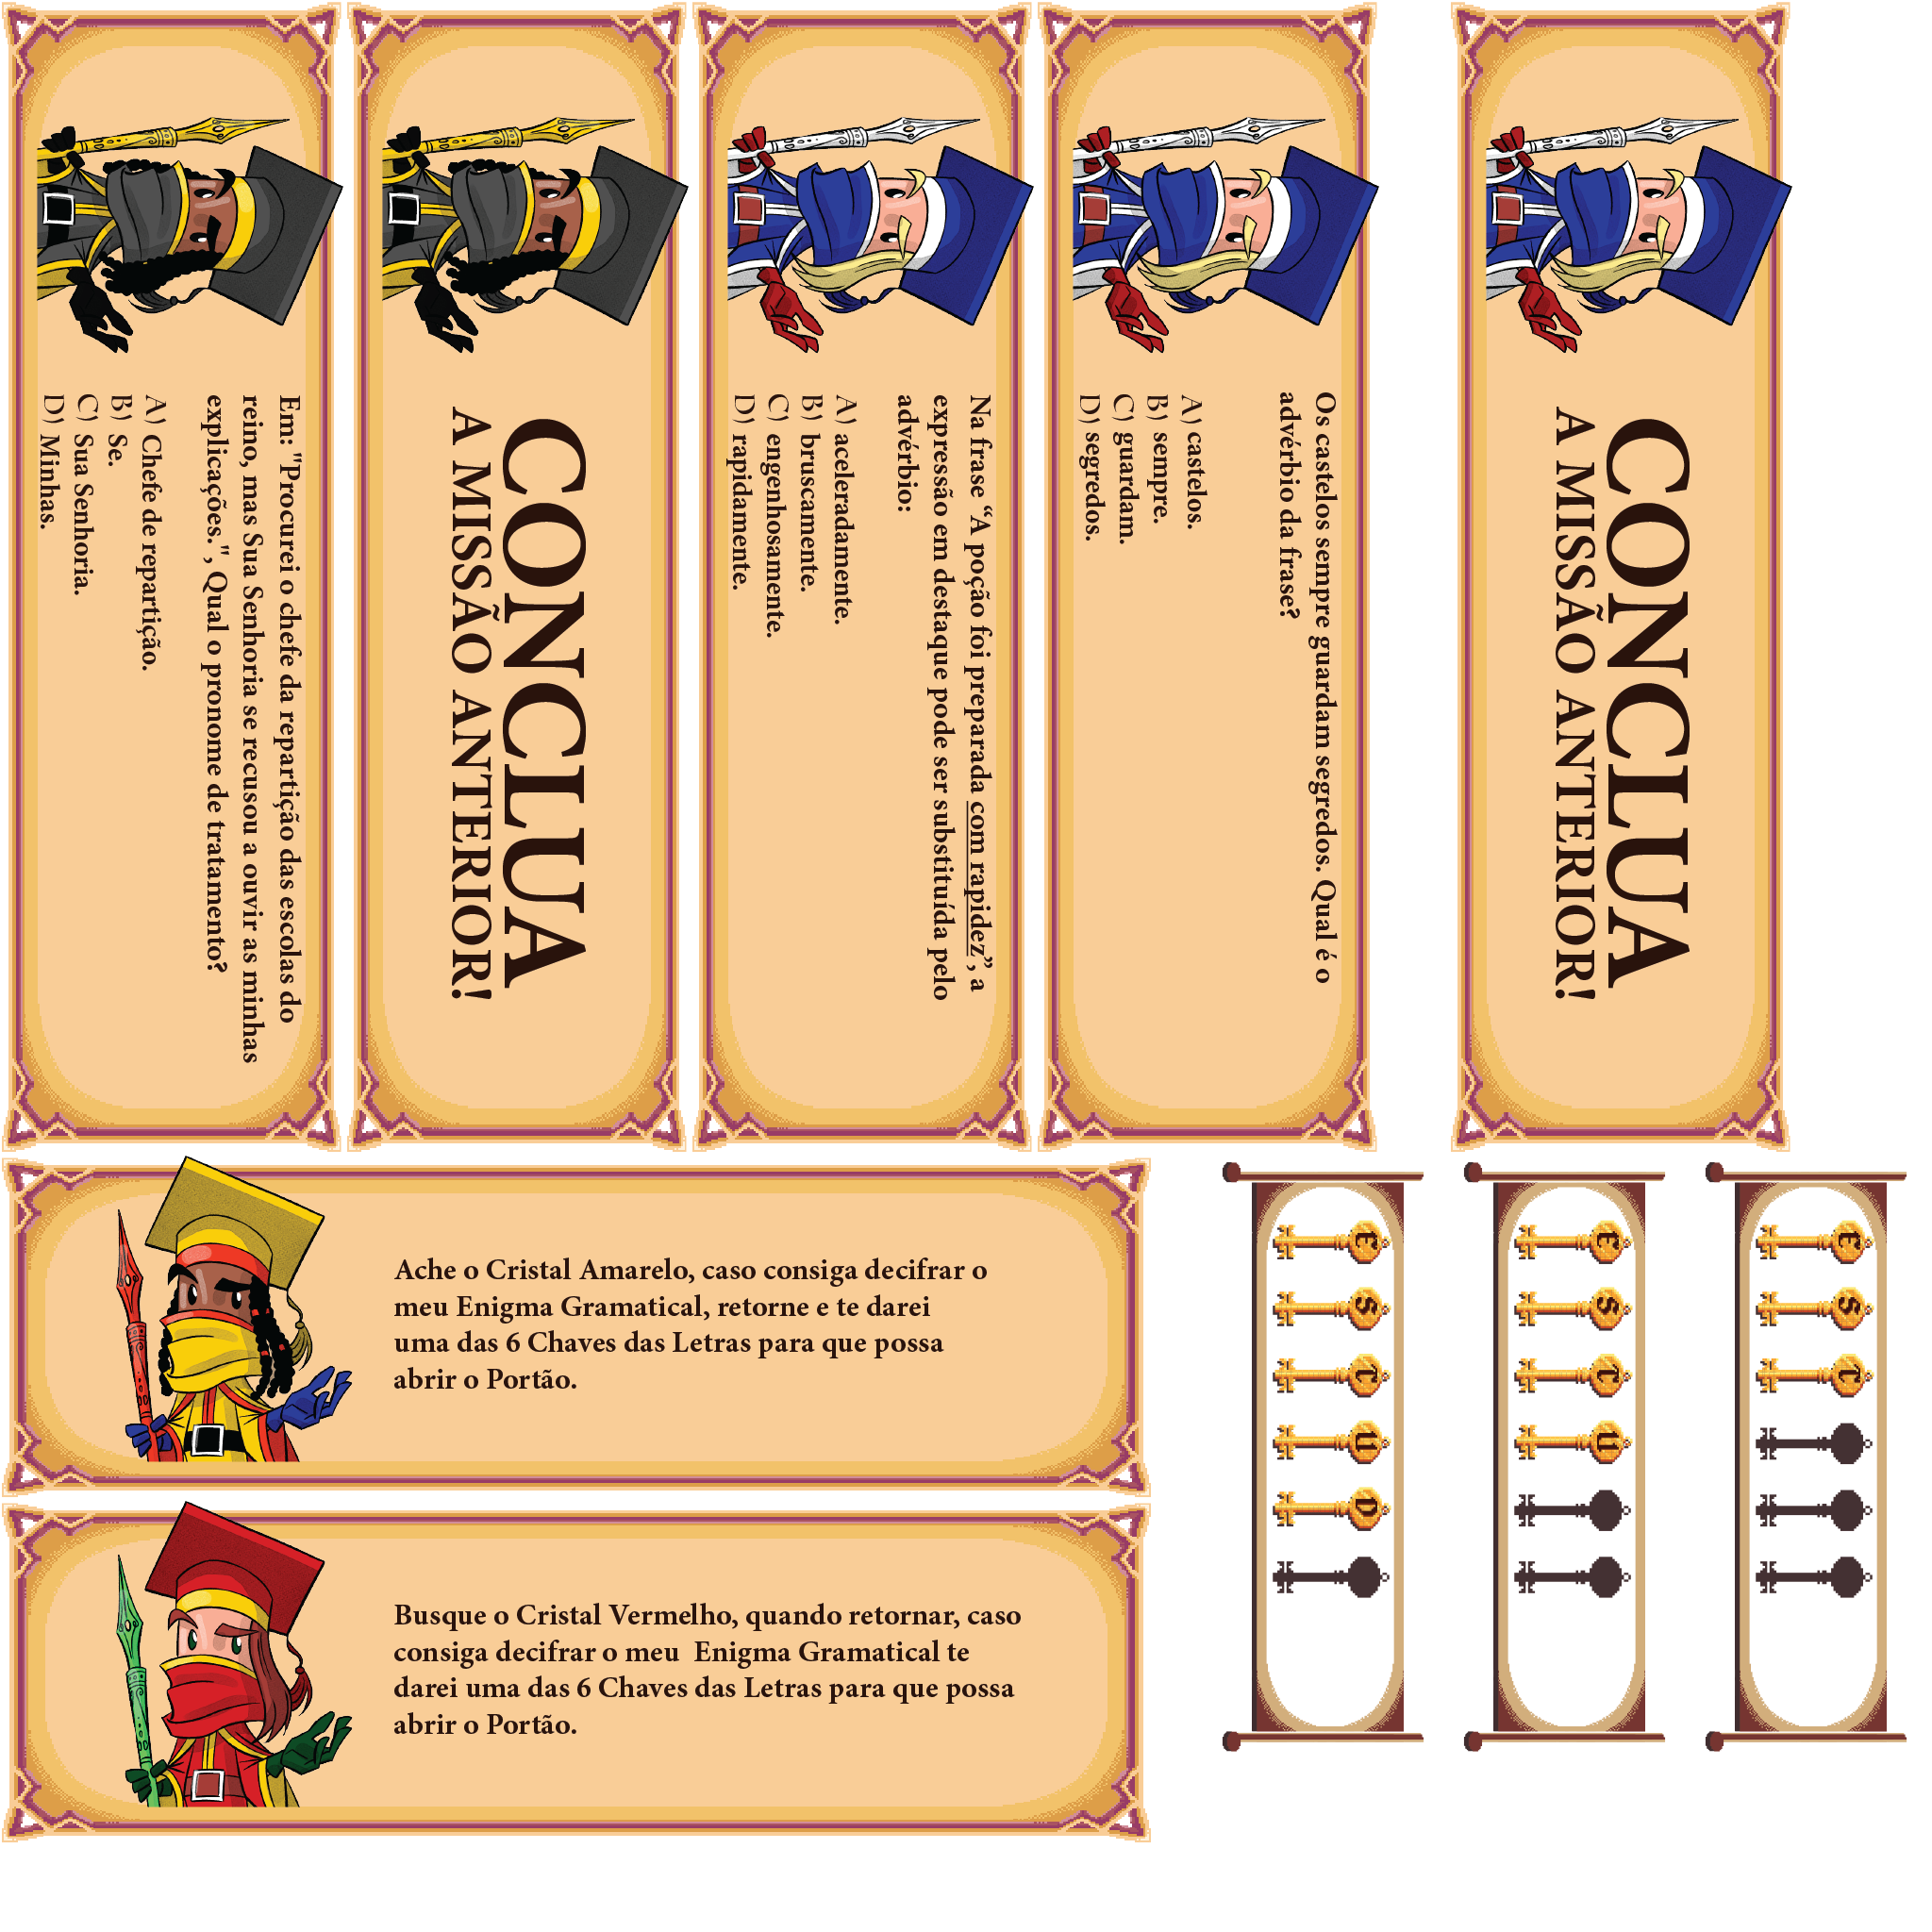 Em: "Procurei o chefe da repartição das escolas do
reino, mas Sua Senhoria se recusou a ouvir as minhas
explicações.", Qual o pronome de tratamento?
A) Chefe de repartição.
B) Se.
C) Sua Senhoria.
D) Minhas.
CONCLUA
A MISSÃO ANTERIOR!
Na frase “A poção foi preparada com rapidez”, a
expressão em destaque pode ser substituída pelo
advérbio:
A) aceleradamente.
B) bruscamente.
C) engenhosamente.
D) rapidamente.
Os castelos sempre guardam segredos. Qual é o
advérbio da frase?
A) castelos.
B) sempre.
C) guardam.
D) segredos.
CONCLUA
A MISSÃO ANTERIOR!
Ache o Cristal Amarelo, caso consiga decifrar o
meu Enigma Gramatical, retorne e te darei
uma das 6 Chaves das Letras para que possa
abrir o Portão.
Busque o Cristal Vermelho, quando retornar, caso
consiga decifrar o meu Enigma Gramatical te
darei uma das 6 Chaves das Letras para que possa
abrir o Portão.
E S C U D
E S C U
E S C